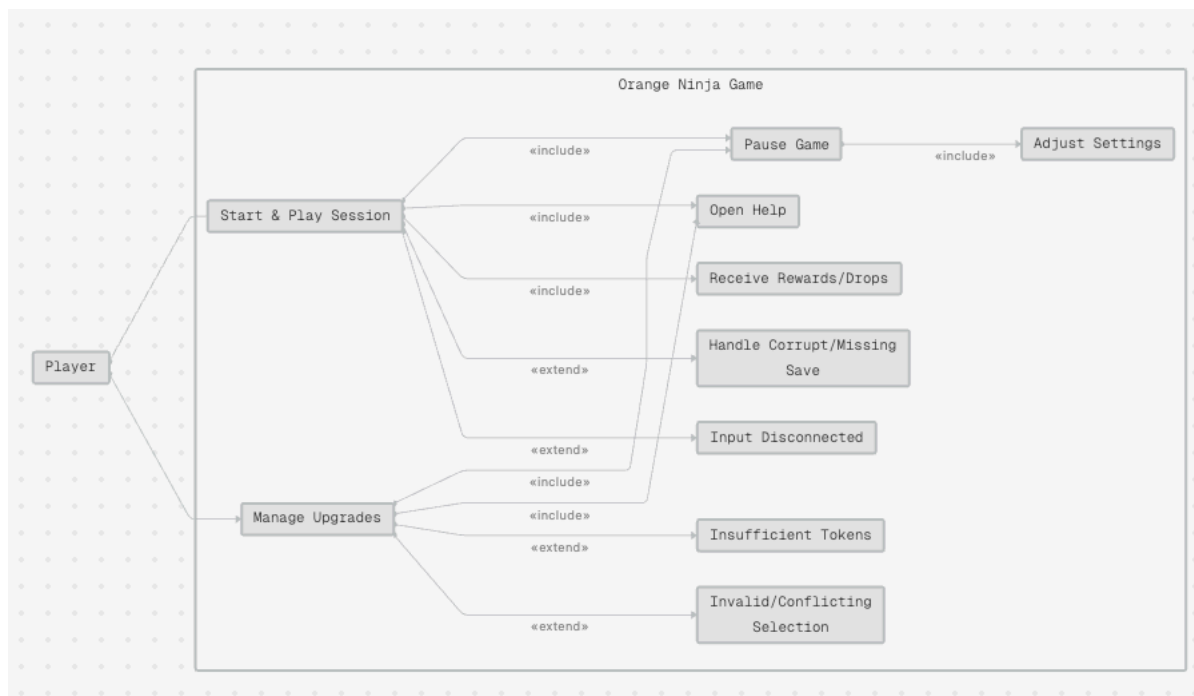 Orange Ninja Game
«include»
Pause Game
«include»
Adjust Settings
Start & Play Session
«include»
Open Help
«include»
Receive Rewards/Drops
Player
«extend»
Handle Corrupt/Missing
Save
«extend»
Input Disconnected
«include»
Manage Upgrades
«include»
«extend»
Insufficient Tokens
«extend»
Invalid/Conflicting
Selection